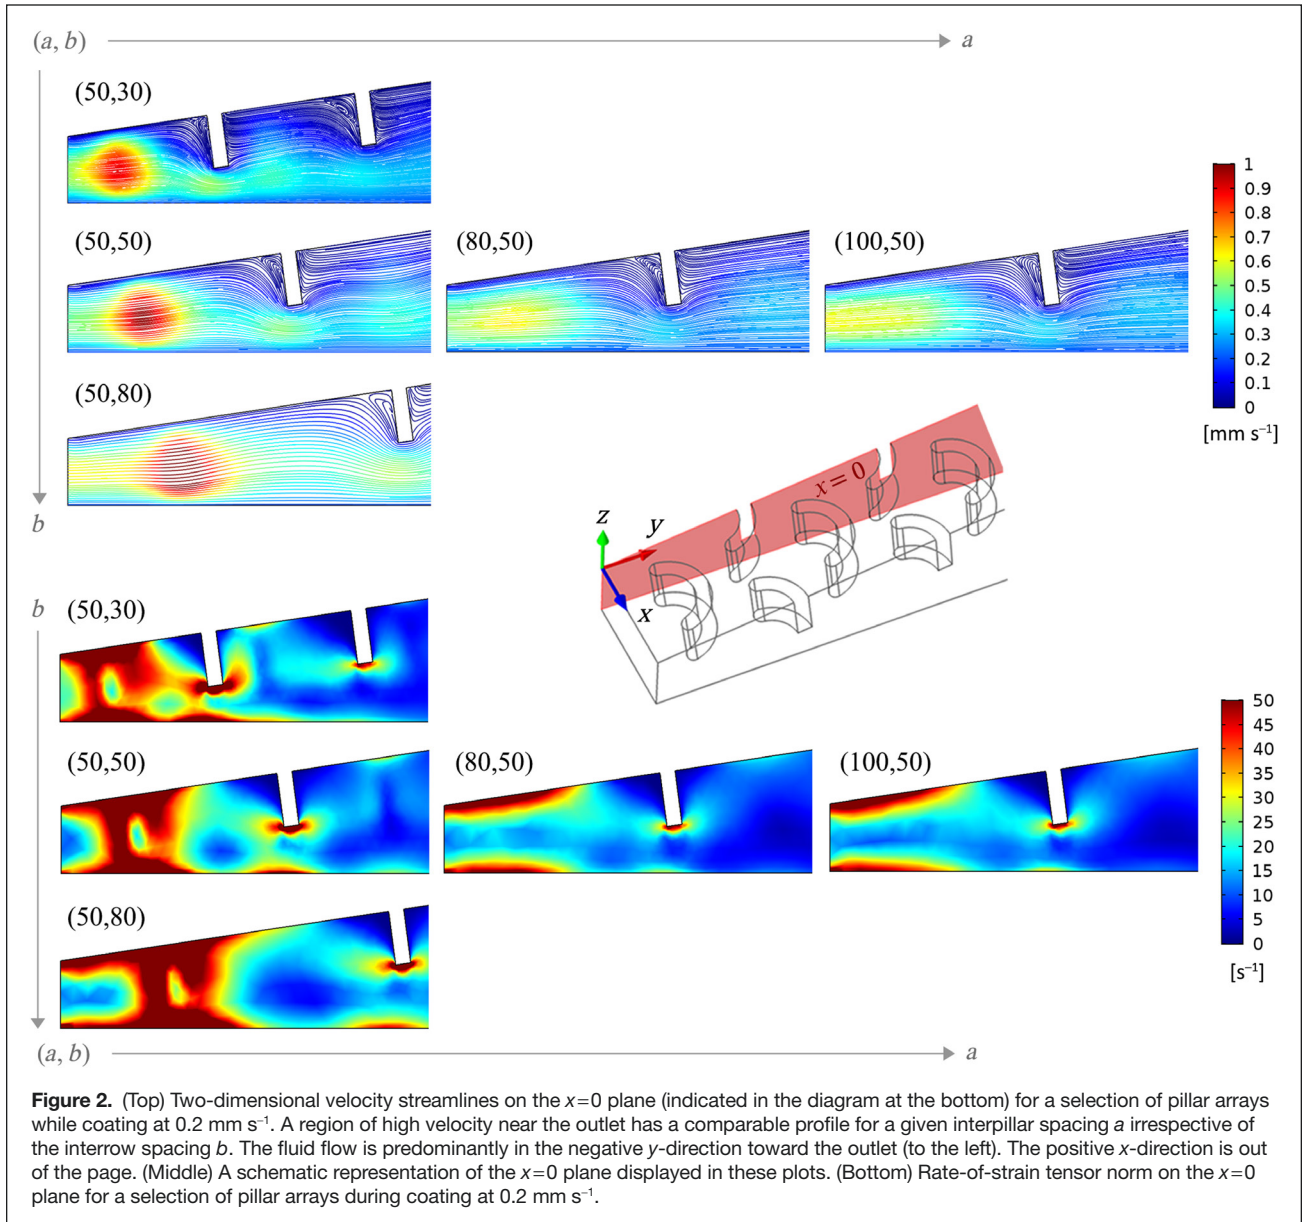 (a, b)
a
(50,30)
(50,50)
(80,50)
(100,50)
(50,80)
b
1
0.9
0.8
0.7
0.6
0.5
0.4
0.3
0.2
0.1
0
[mm s⁻¹]
x = 0
z
y
x
b
(50,30)
(50,50)
(80,50)
(100,50)
(50,80)
50
45
40
35
30
25
20
15
10
5
0
[s⁻¹]
(a, b)
a
Figure 2. (Top) Two-dimensional velocity streamlines on the x=0 plane (indicated in the diagram at the bottom) for a selection of pillar arrays
while coating at 0.2 mm s⁻¹. A region of high velocity near the outlet has a comparable profile for a given interpillar spacing a irrespective of
the interrow spacing b. The fluid flow is predominantly in the negative y-direction toward the outlet (to the left). The positive x-direction is out
of the page. (Middle) A schematic representation of the x=0 plane displayed in these plots. (Bottom) Rate-of-strain tensor norm on the x=0
plane for a selection of pillar arrays during coating at 0.2 mm s⁻¹.